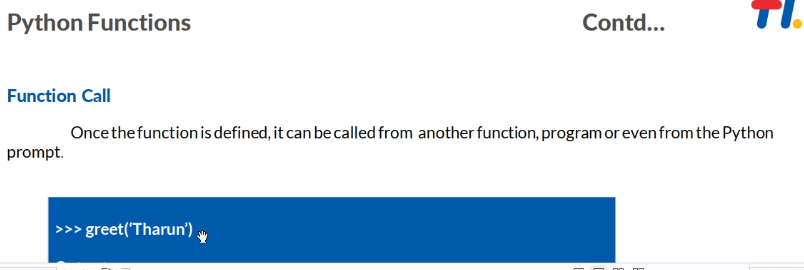 Python Functions Contd...
Function Call
Once the function is defined, it can be called from another function, program or even from the Python
prompt.
>>> greet(‘Tharun’)